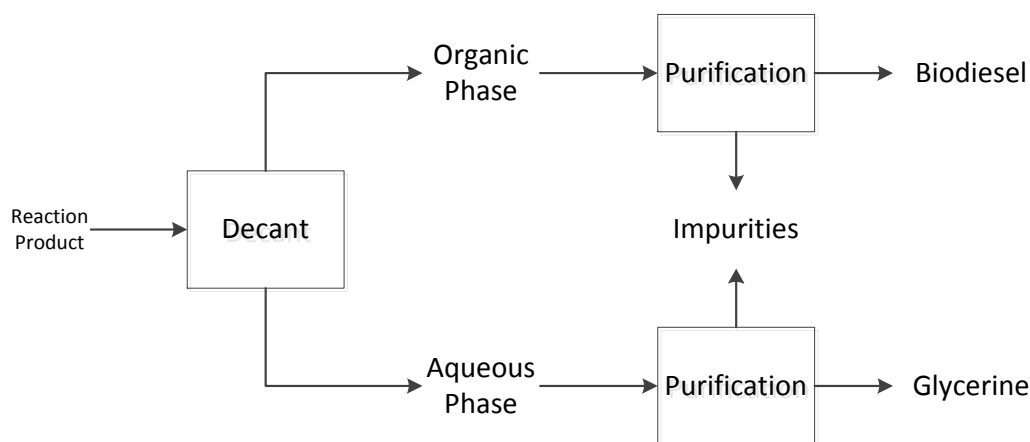 Organic
Phase
Purification
Biodiesel
Reaction
Product
Decant
Impurities
Aqueous
Phase
Purification
Glycerine